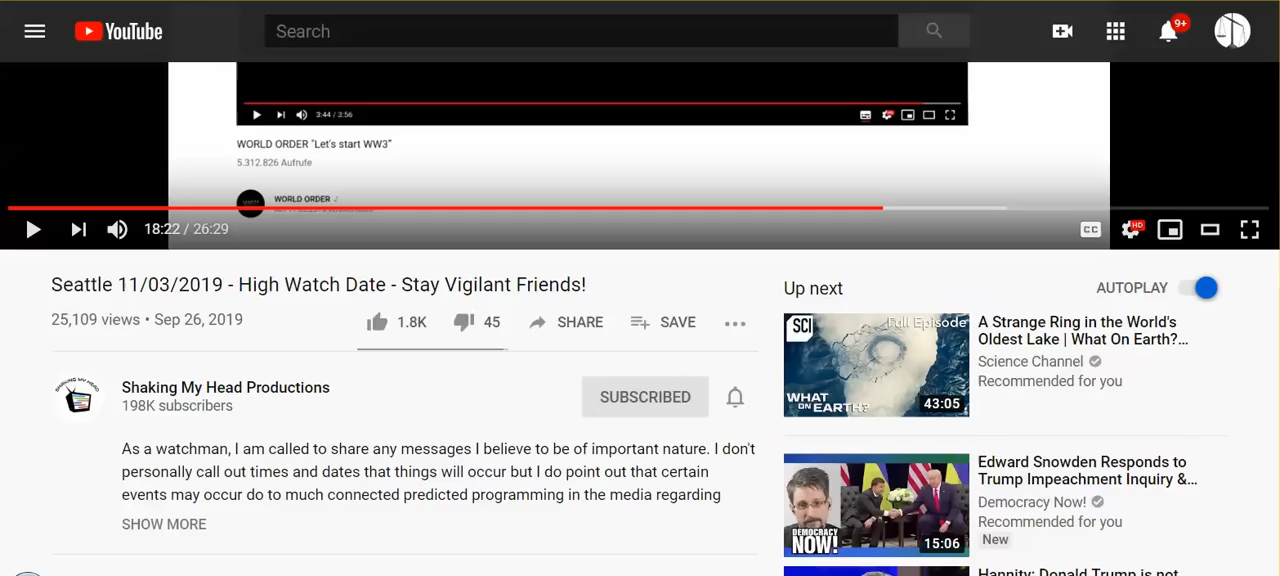 YouTube
Search
9+
3:44 / 3:56
WORLD ORDER "Let's start WW3"
5.312.826 Aufrufe
WORLD ORDER
18:22 / 26:29
CC
HD
Seattle 11/03/2019 - High Watch Date - Stay Vigilant Friends!
25,109 views • Sep 26, 2019
1.8K
45
SHARE
SAVE
SHAKING MY HEAD
Shaking My Head Productions
198K subscribers
SUBSCRIBED
As a watchman, I am called to share any messages I believe to be of important nature. I don't
personally call out times and dates that things will occur but I do point out that certain
events may occur do to much connected predicted programming in the media regarding
SHOW MORE
Up next
AUTOPLAY
SCI
Full Episode
WHAT
ON EARTH?
43:05
A Strange Ring in the World's
Oldest Lake | What On Earth?...
Science Channel
Recommended for you
DEMOCRACY
NOW!
15:06
Edward Snowden Responds to
Trump Impeachment Inquiry &...
Democracy Now!
Recommended for you
New
Hannity: Donald Trump is not